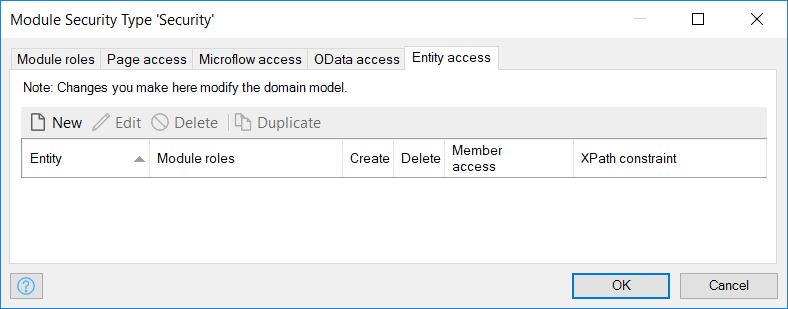 Module Security Type 'Security'
Module roles Page access Microflow access OData access Entity access
Note: Changes you make here modify the domain model.
New Edit Delete Duplicate
Entity Module roles Create Delete Member access XPath constraint
? OK Cancel